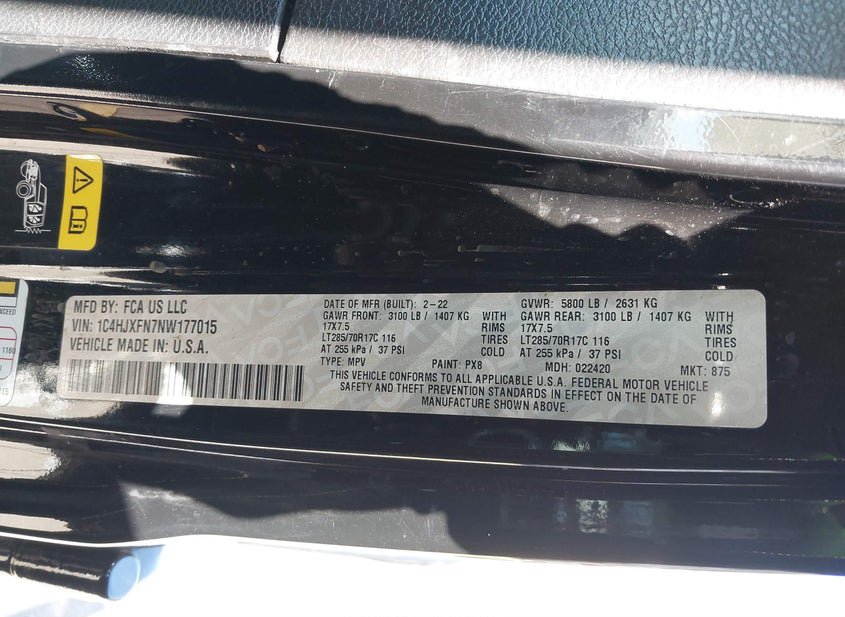 XCEED
1160
015
MFD BY: FCA US LLC
VIN: 1C4HJXFN7NW177015
VEHICLE MADE IN: U.S.A.
DATE OF MFR (BUILT): 2-22
GAWR FRONT: 3100 LB / 1407 KG WITH
17X7.5 RIMS
LT285/70R17C 116 TIRES
AT 255 kPa / 37 PSI COLD
TYPE: MPV PAINT: PX8
GVWR: 5800 LB / 2631 KG
GAWR REAR: 3100 LB / 1407 KG WITH
17X7.5 RIMS
LT285/70R17C 116 TIRES
AT 255 kPa / 37 PSI COLD
MDH: 022420 MKT: 875
THIS VEHICLE CONFORMS TO ALL APPLICABLE U.S.A. FEDERAL MOTOR VEHICLE
SAFETY AND THEFT PREVENTION STANDARDS IN EFFECT ON THE DATE OF
MANUFACTURE SHOWN ABOVE.